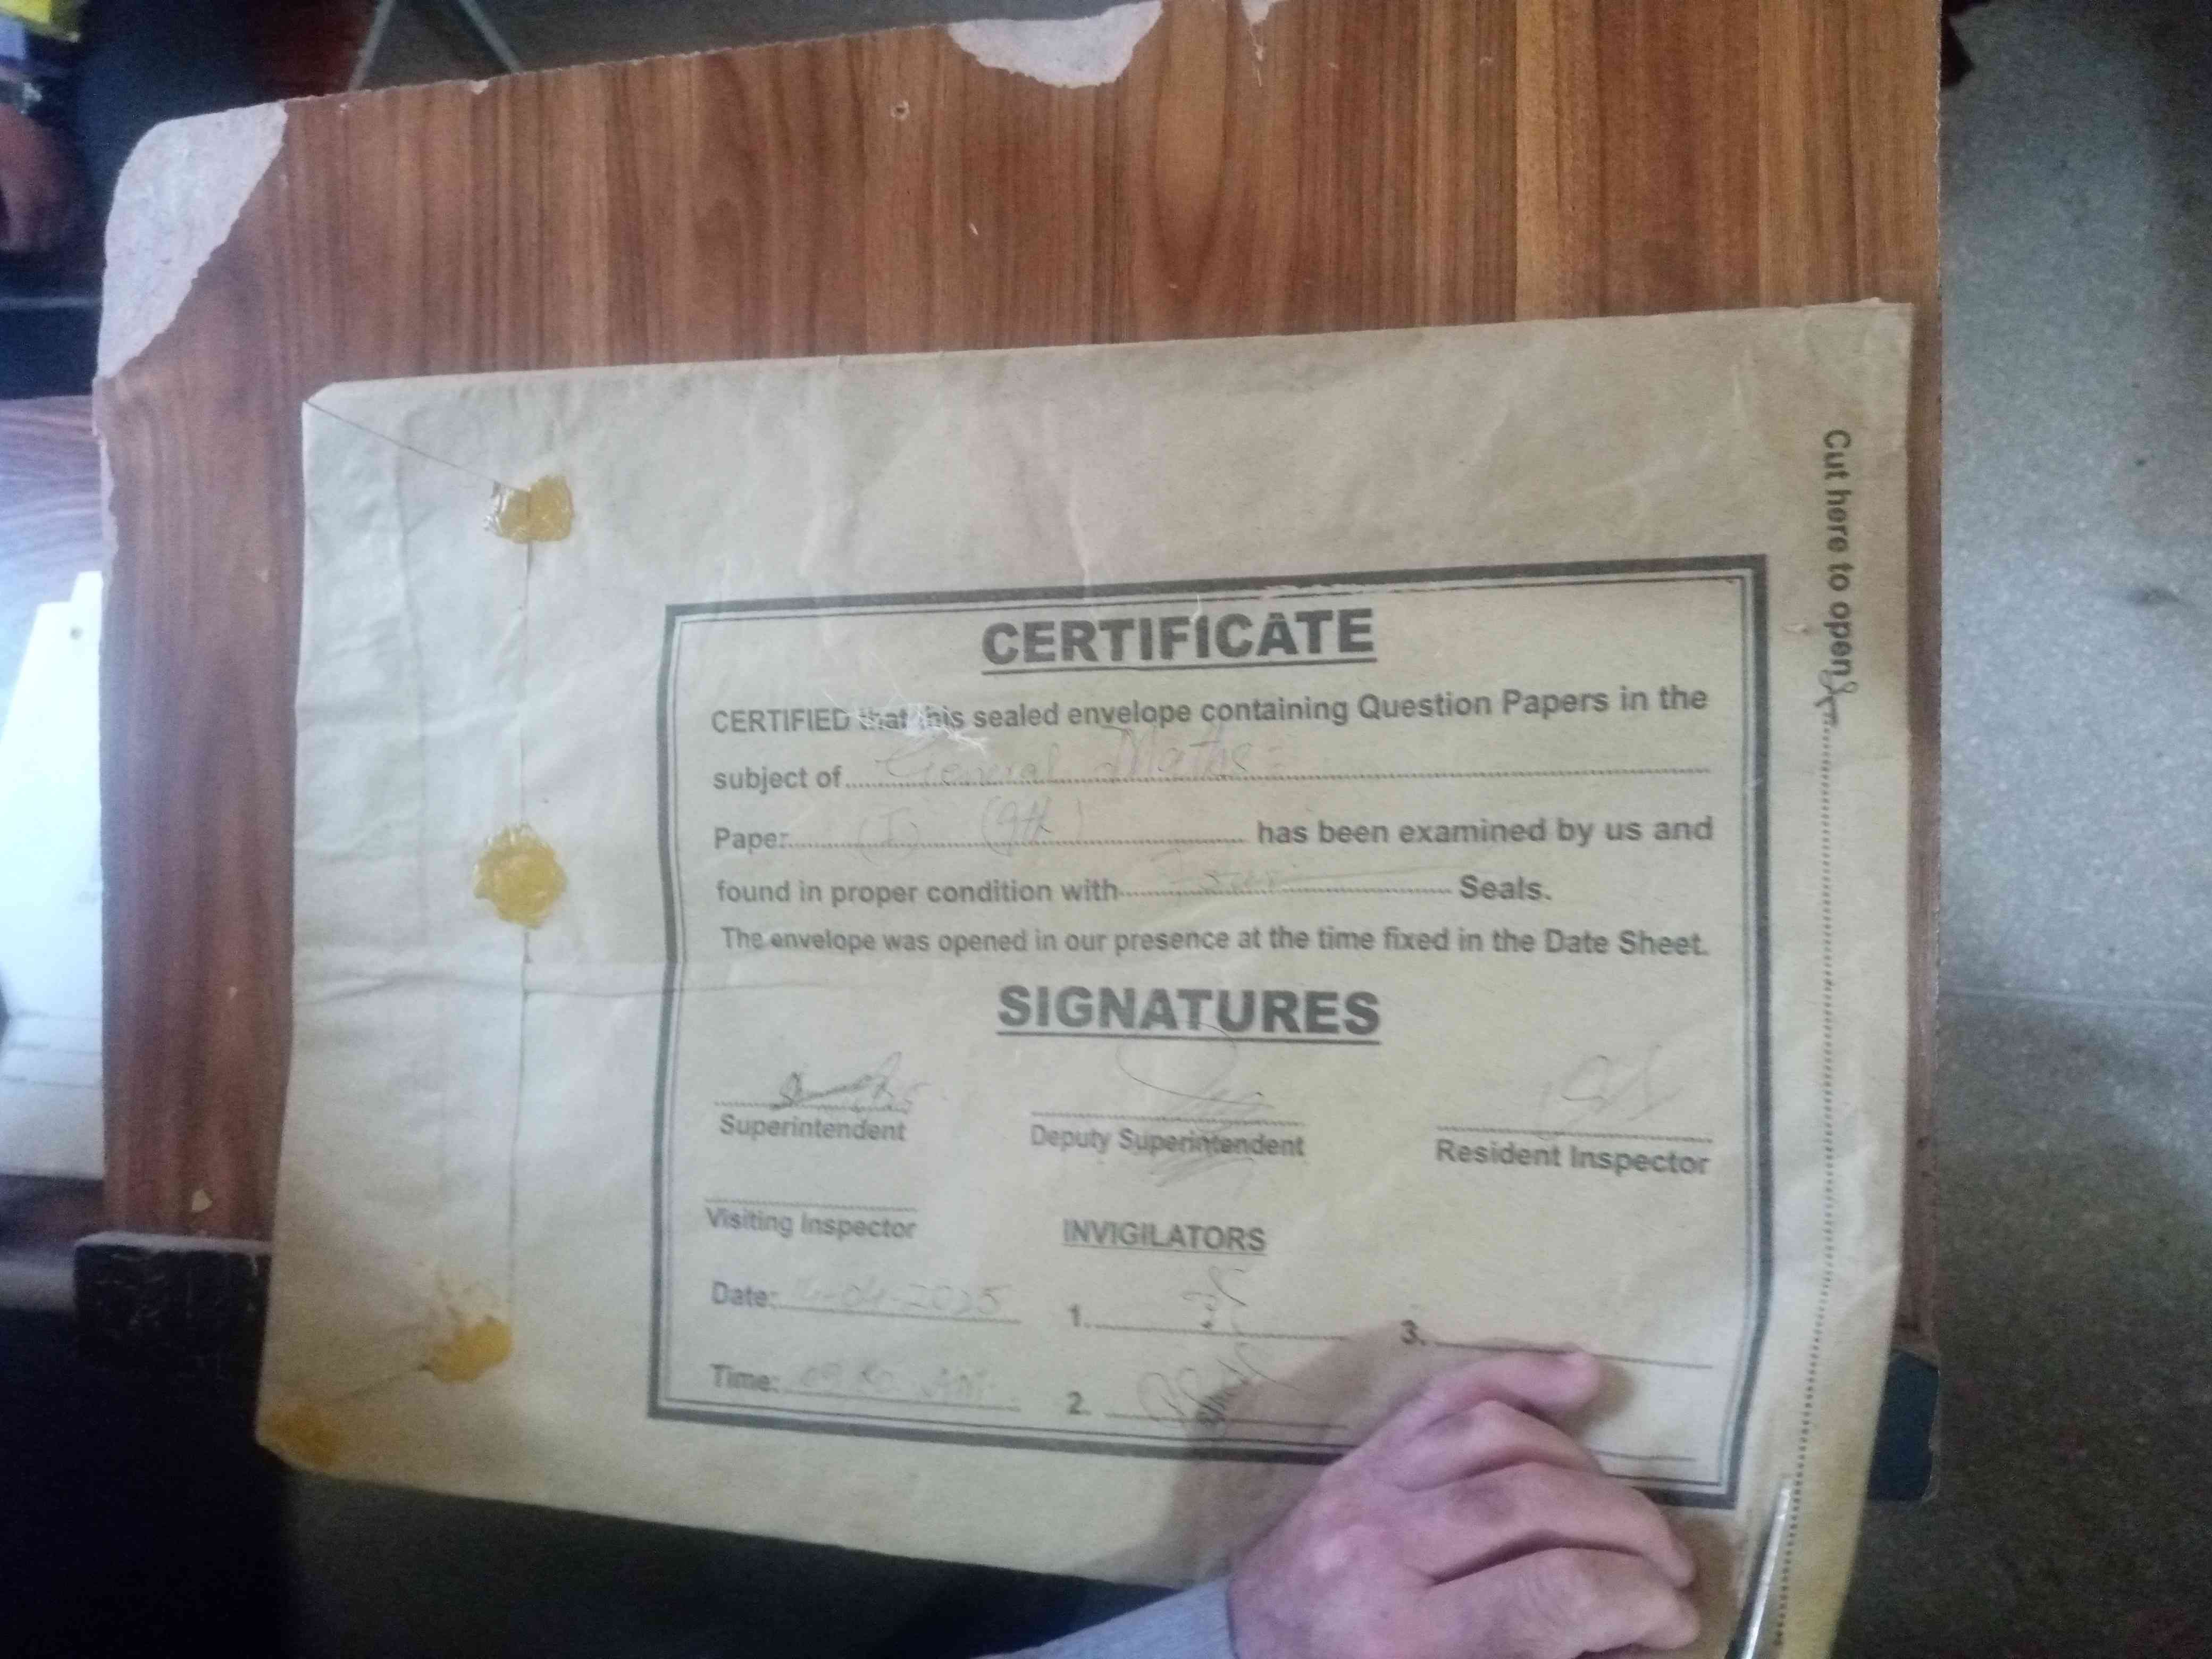 Cut here to open
CERTIFICATE
CERTIFIED that this sealed envelope containing Question Papers in the
subject of General Maths
Paper (I) (9th) has been examined by us and
found in proper condition with Four Seals.
The envelope was opened in our presence at the time fixed in the Date Sheet.
SIGNATURES
Superintendent Deputy Superintendent Resident Inspector
Visiting Inspector INVIGILATORS
Date: -04-2025 1. 3.
Time: AM 2.